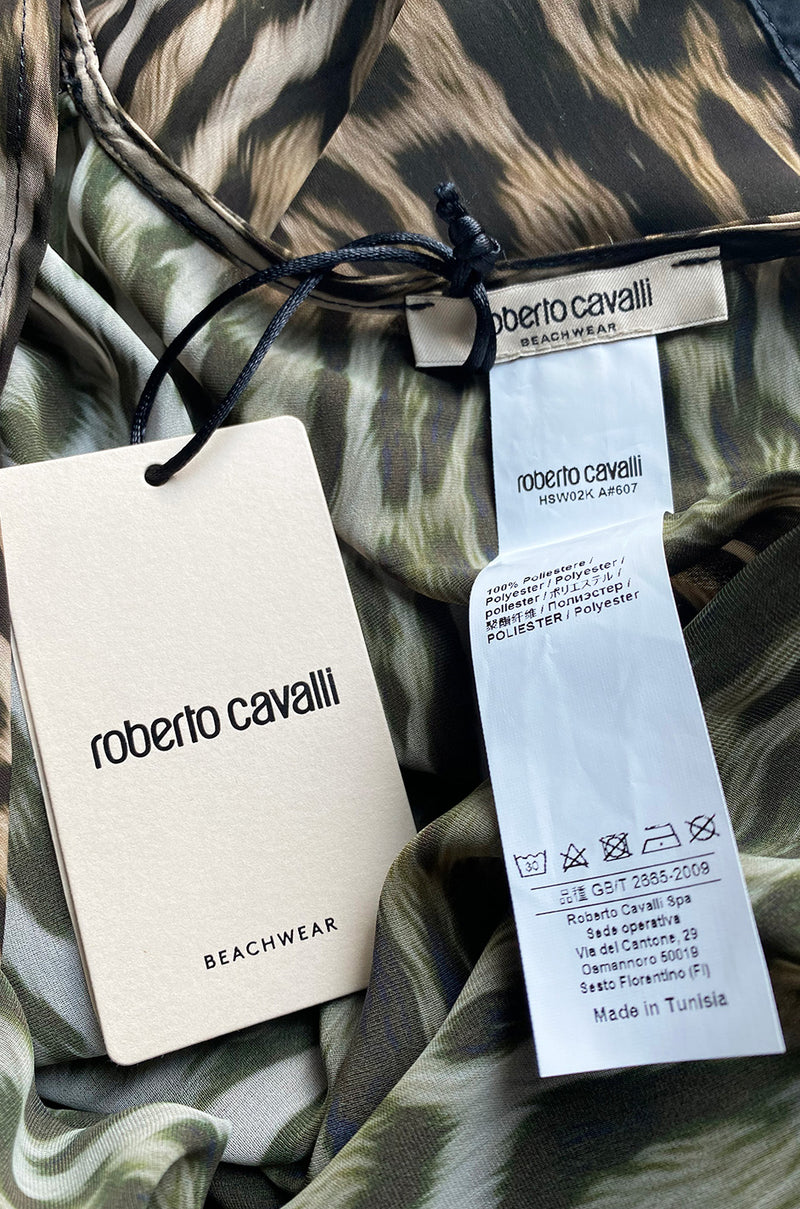 roberto cavalli
BEACHWEAR
roberto cavalli
HSW02K A#607
100% Poliestere /
Polyester / Polyester /
poliester / ポリエステル /
聚酯纤维 / Полиэстер /
POLIESTER / Polyester
roberto cavalli
BEACHWEAR
30
品種 GB/T 2885-2009
Roberto Cavalli Spa
Sede operativa
Via del Cantone, 29
Osmannoro 50019
Sesto Fiorentino (FI)
Made in Tunisia